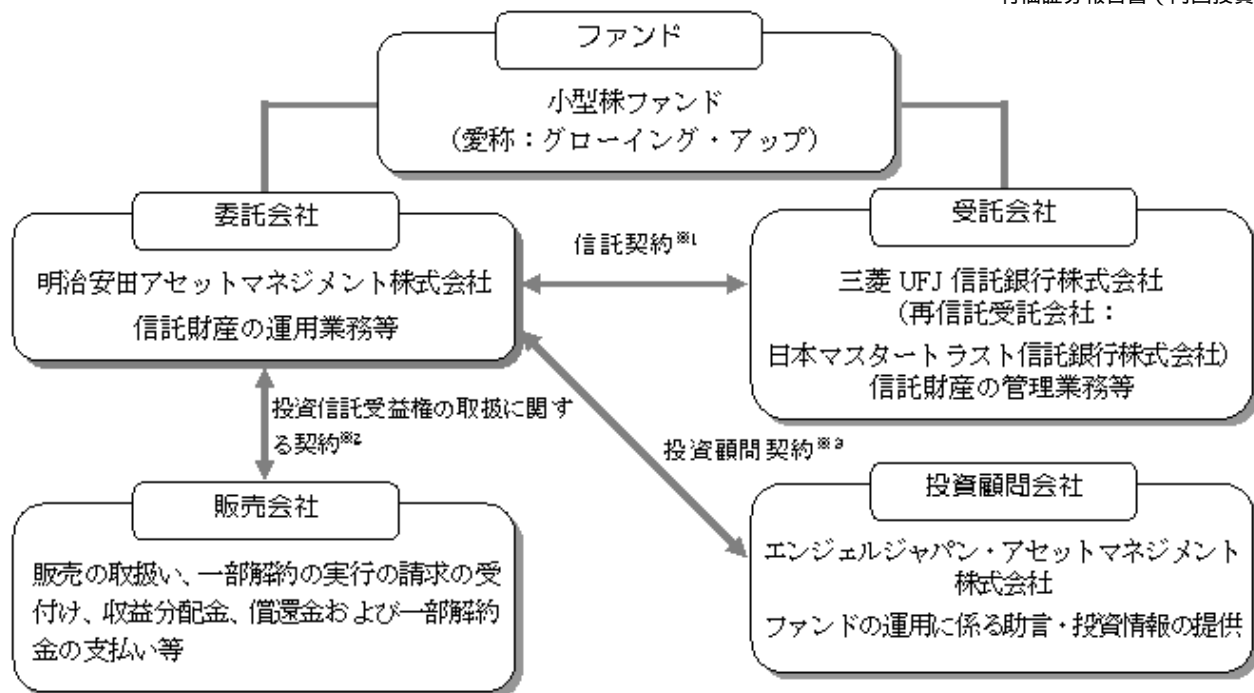 ファンド
小型株ファンド
（愛称：グローイング・アップ）
委託会社
明治安田アセットマネジメント株式会社
信託財産の運用業務等
信託契約※1
受託会社
三菱 UFJ 信託銀行株式会社
（再信託受託会社：
日本マスタートラスト信託銀行株式会社）
信託財産の管理業務等
投資信託受益権の取扱に関す
る契約※2
投資顧問契約※3
販売会社
販売の取扱い、一部解約の実行の請求の受
付け、収益分配金、償還金および一部解約
金の支払い等
投資顧問会社
エンジェルジャパン・アセットマネジメント
株式会社
ファンドの運用に係る助言・投資情報の提供